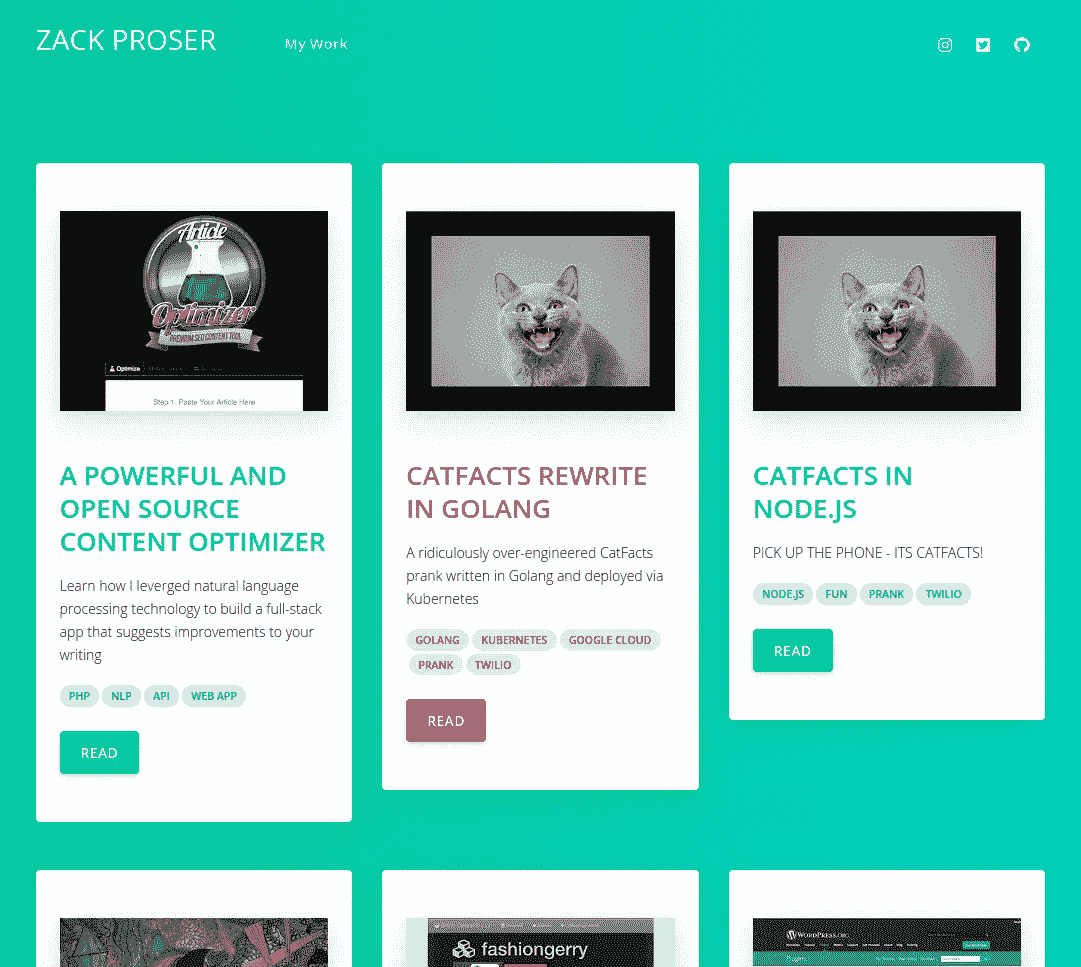 ZACK PROSER
My Work
Article
Optimizer
PREMIUM SEO CONTENT TOOL
Optimize
Step 1: Paste Your Article Here
A POWERFUL AND
OPEN SOURCE
CONTENT OPTIMIZER
Learn how I leverged natural language
processing technology to build a full-stack
app that suggests improvements to your
writing
PHP NLP API WEB APP
READ
CATFACTS REWRITE
IN GOLANG
A ridiculously over-engineered CatFacts
prank written in Golang and deployed via
Kubernetes
GOLANG KUBERNETES GOOGLE CLOUD
PRANK TWILIO
READ
CATFACTS IN
NODE.JS
PICK UP THE PHONE - ITS CATFACTS!
NODE.JS FUN PRANK TWILIO
READ
fashiongerry
WORDPRESS.ORG